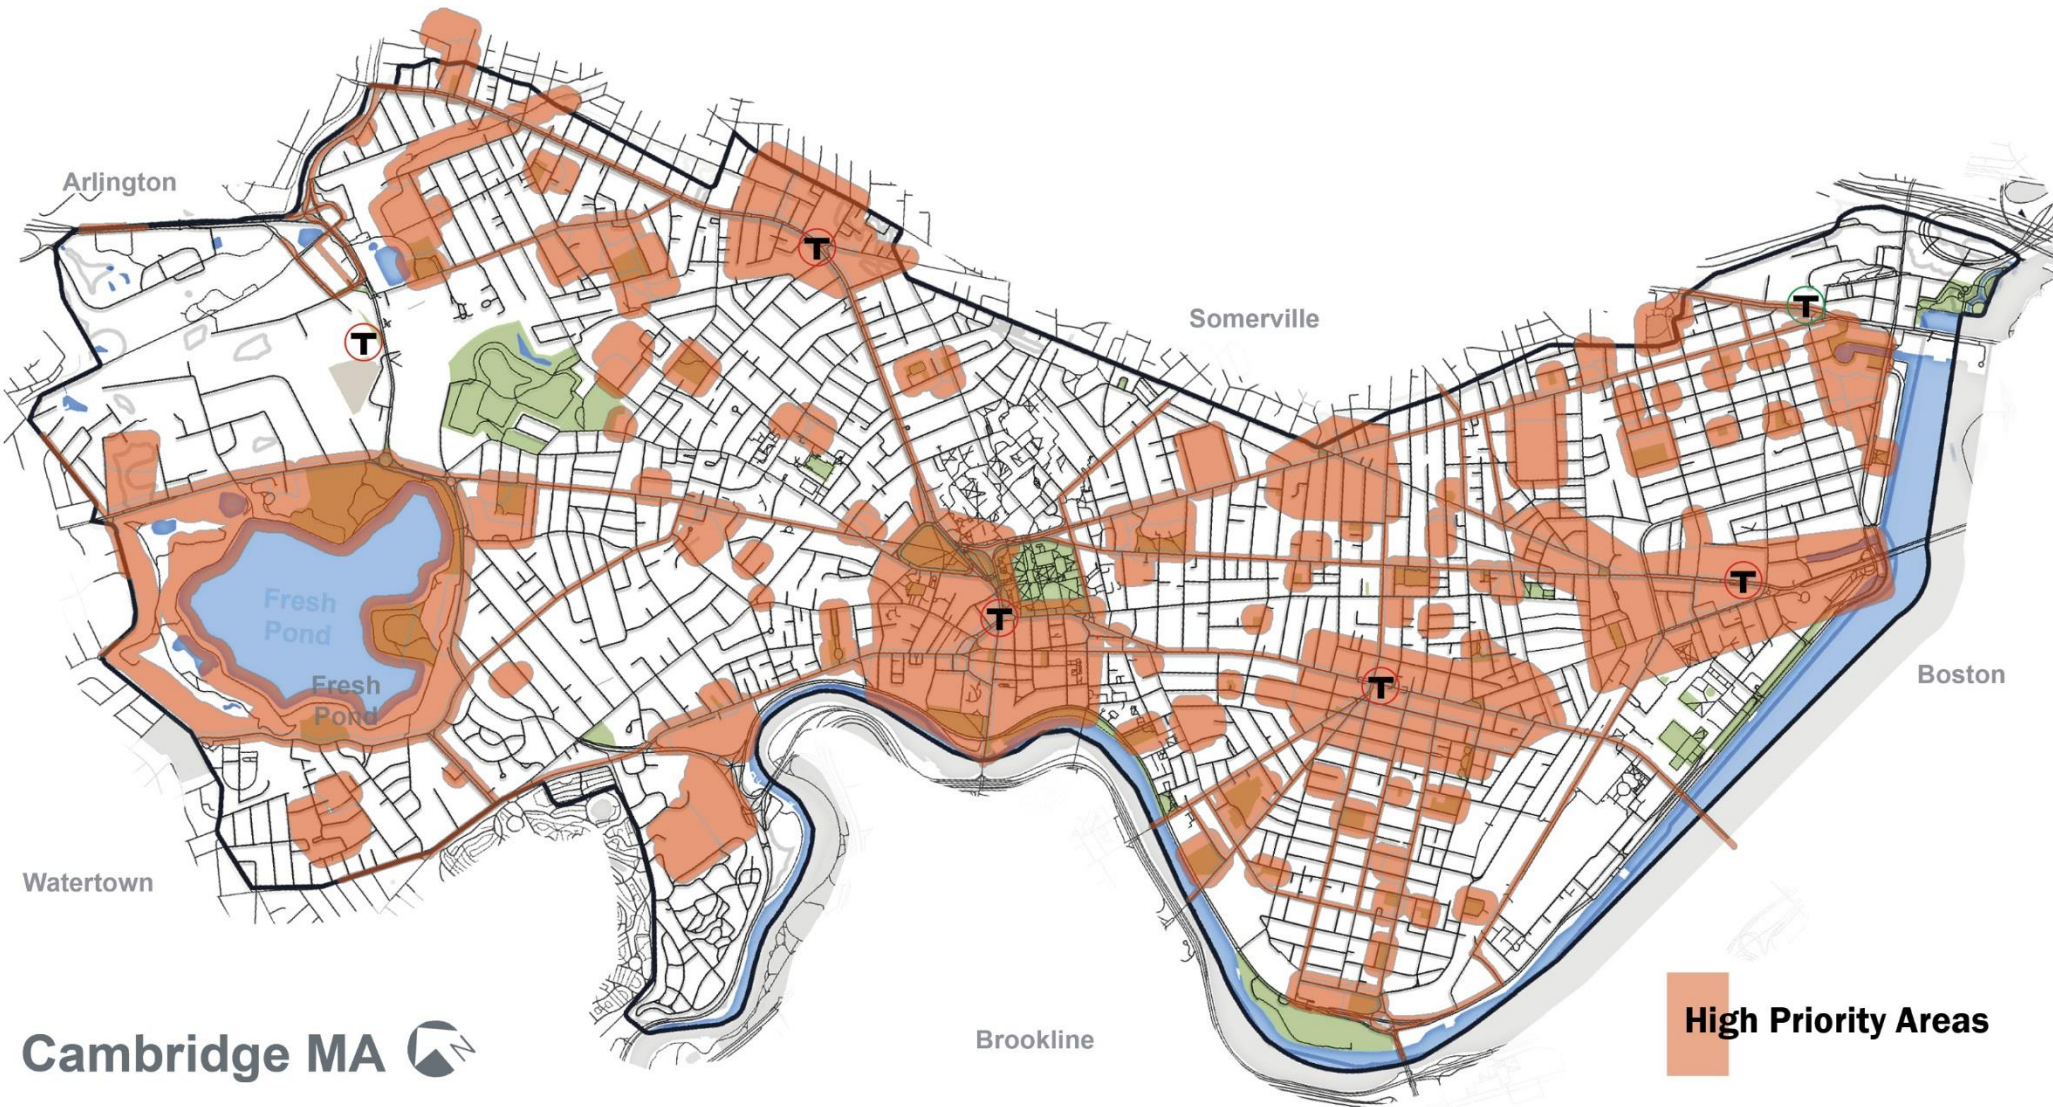 Arlington
T
T
Somerville
T
Fresh
Pond
T
T
Fresh
Pond
T
Boston
Watertown
Brookline
High Priority Areas
Cambridge MA
N